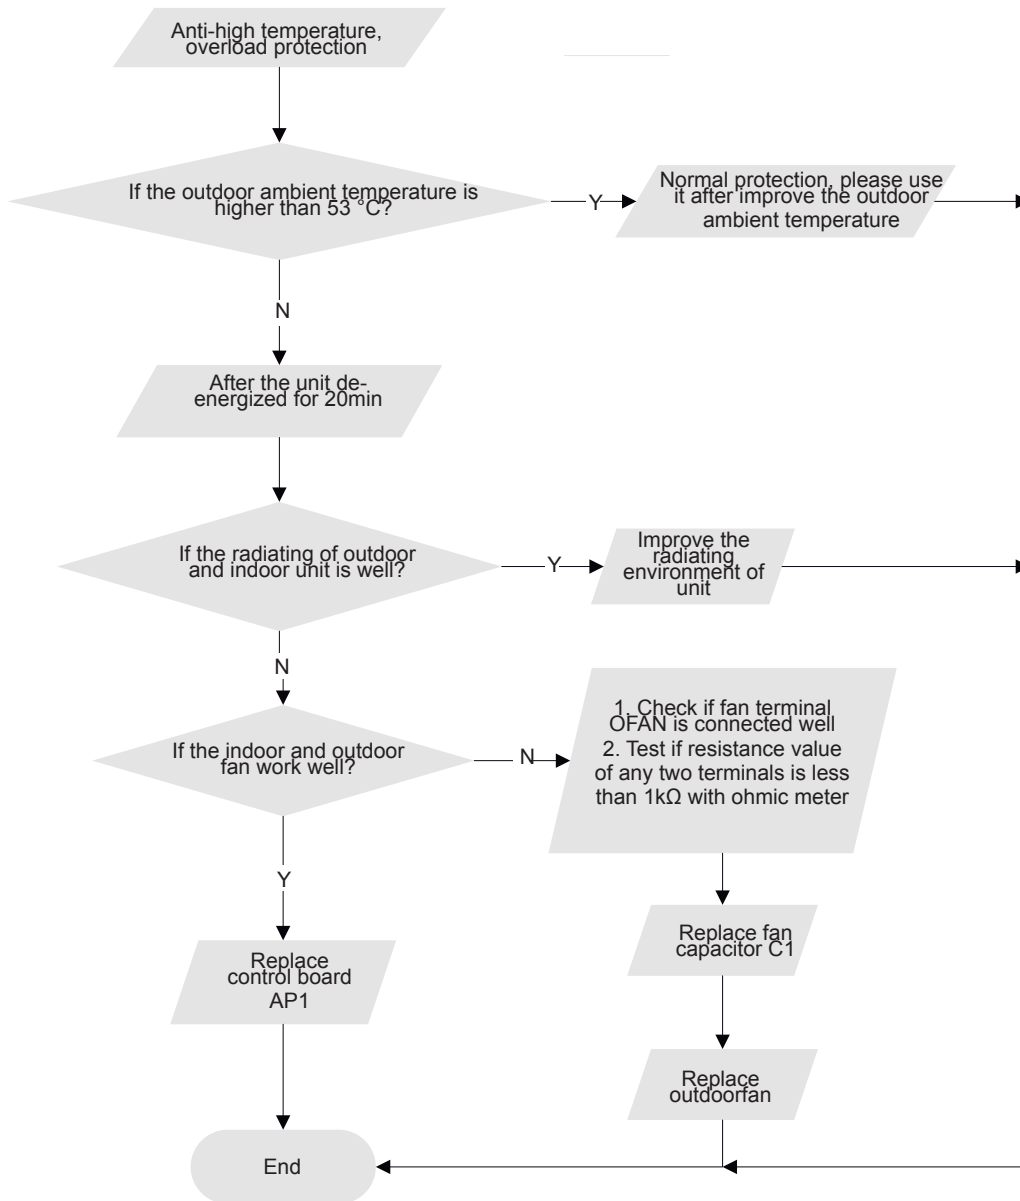 Anti-high temperature,
overload protection
If the outdoor ambient temperature is
higher than 53 °C?
Y
Normal protection, please use
it after improve the outdoor
ambient temperature
N
After the unit de-
energized for 20min
If the radiating of outdoor
and indoor unit is well?
Y
Improve the
radiating
environment of
unit
N
If the indoor and outdoor
fan work well?
N
1. Check if fan terminal
OFAN is connected well
2. Test if resistance value
of any two terminals is less
than 1kΩ with ohmic meter
Y
Replace fan
capacitor C1
Replace
control board
AP1
Replace
outdoorfan
End